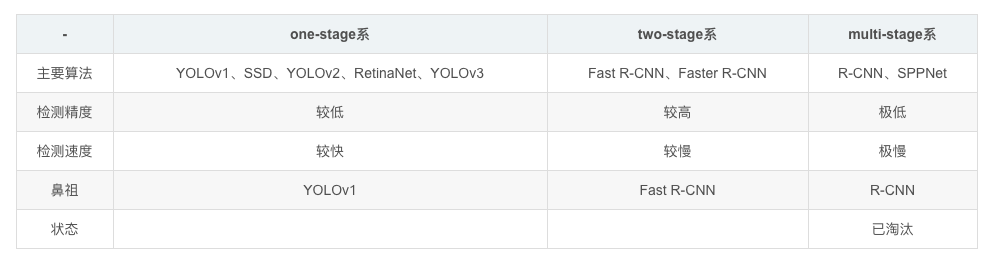 - one-stage系 two-stage系 multi-stage系
主要算法 YOLOv1、SSD、YOLOv2、RetinaNet、YOLOv3 Fast R-CNN、Faster R-CNN R-CNN、SPPNet
检测精度 较低 较高 极低
检测速度 较快 较慢 极慢
鼻祖 YOLOv1 Fast R-CNN R-CNN
状态 已淘汰